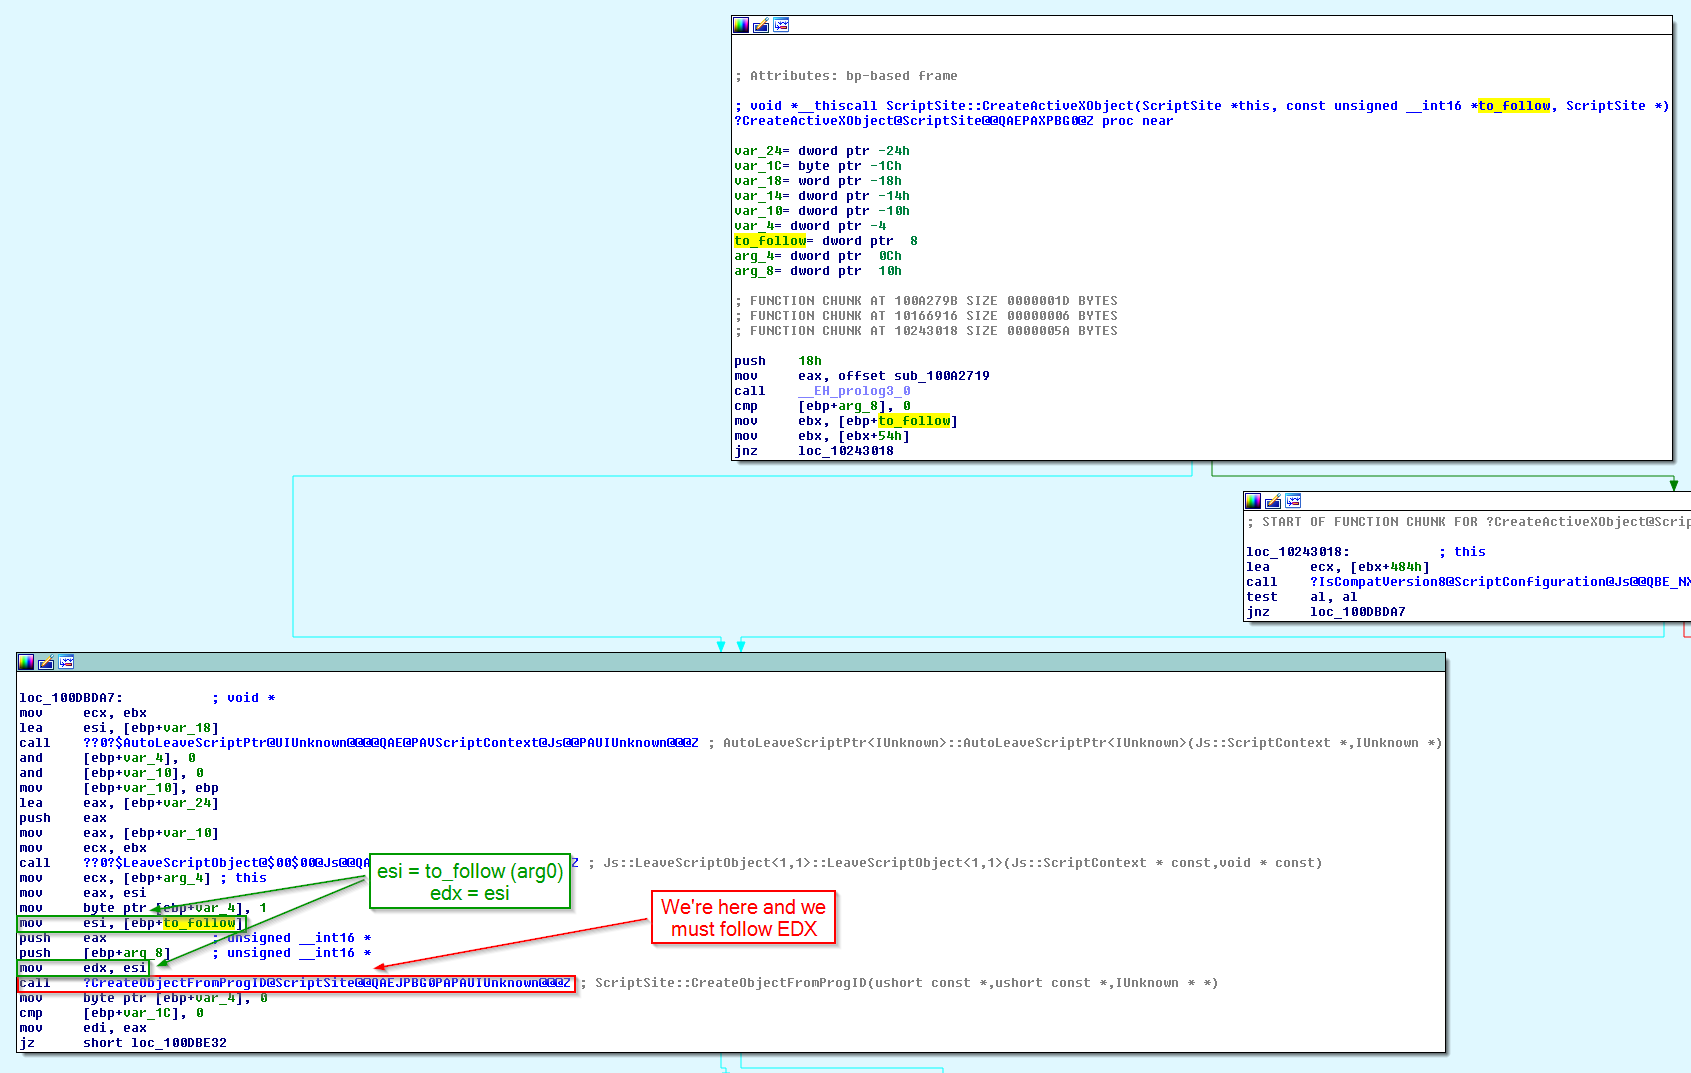 ; Attributes: bp-based frame
; void *__thiscall ScriptSite::CreateActiveXObject(ScriptSite *this, const unsigned __int16 *to_follow, ScriptSite *)
?CreateActiveXObject@ScriptSite@@QAEPAXPBG0@Z proc near
var_24= dword ptr -24h
var_1C= byte ptr -1Ch
var_18= word ptr -18h
var_14= dword ptr -14h
var_10= dword ptr -10h
var_4= dword ptr -4
to_follow= dword ptr  8
arg_4= dword ptr  0Ch
arg_8= dword ptr  10h
; FUNCTION CHUNK AT 100A279B SIZE 0000001D BYTES
; FUNCTION CHUNK AT 10166916 SIZE 00000006 BYTES
; FUNCTION CHUNK AT 10243018 SIZE 0000005A BYTES
push    18h
mov     eax, offset sub_100A2719
call    __EH_prolog3_0
cmp     [ebp+arg_8], 0
mov     ebx, [ebp+to_follow]
mov     ebx, [ebx+54h]
jnz     loc_10243018
; START OF FUNCTION CHUNK FOR ?CreateActiveXObject@Scrip
loc_10243018:           ; this
lea     ecx, [ebx+484h]
call    ?IsCompatVersion8@ScriptConfiguration@Js@@QBE_NX
test    al, al
jnz     loc_100DBDA7
loc_100DBDA7:           ; void *
mov     ecx, ebx
lea     esi, [ebp+var_18]
call    ??0?$AutoLeaveScriptPtr@UIUnknown@@@@QAE@PAVScriptContext@Js@@PAUIUnknown@@@Z ; AutoLeaveScriptPtr<IUnknown>::AutoLeaveScriptPtr<IUnknown>(Js::ScriptContext *,IUnknown *)
and     [ebp+var_4], 0
and     [ebp+var_10], 0
mov     [ebp+var_10], ebp
lea     eax, [ebp+var_24]
push    eax
mov     eax, [ebp+var_10]
mov     ecx, ebx
call    ??0?$LeaveScriptObject@$00$00@Js@@QA Z ; Js::LeaveScriptObject<1,1>::LeaveScriptObject<1,1>(Js::ScriptContext * const,void * const)
mov     ecx, [ebp+arg_4] ; this
mov     eax, esi
mov     byte ptr [ebp+var_4], 1
mov     esi, [ebp+to_follow]
push    eax             ; unsigned __int16 *
push    [ebp+arg_8]     ; unsigned __int16 *
mov     edx, esi
call    ?CreateObjectFromProgID@ScriptSite@@QAEJPBG0PAPAUIUnknown@@@Z ; ScriptSite::CreateObjectFromProgID(ushort const *,ushort const *,IUnknown * *)
mov     byte ptr [ebp+var_4], 0
cmp     [ebp+var_1C], 0
mov     edi, eax
jz      short loc_100DBE32
esi = to_follow (arg0)
edx = esi
We're here and we
must follow EDX